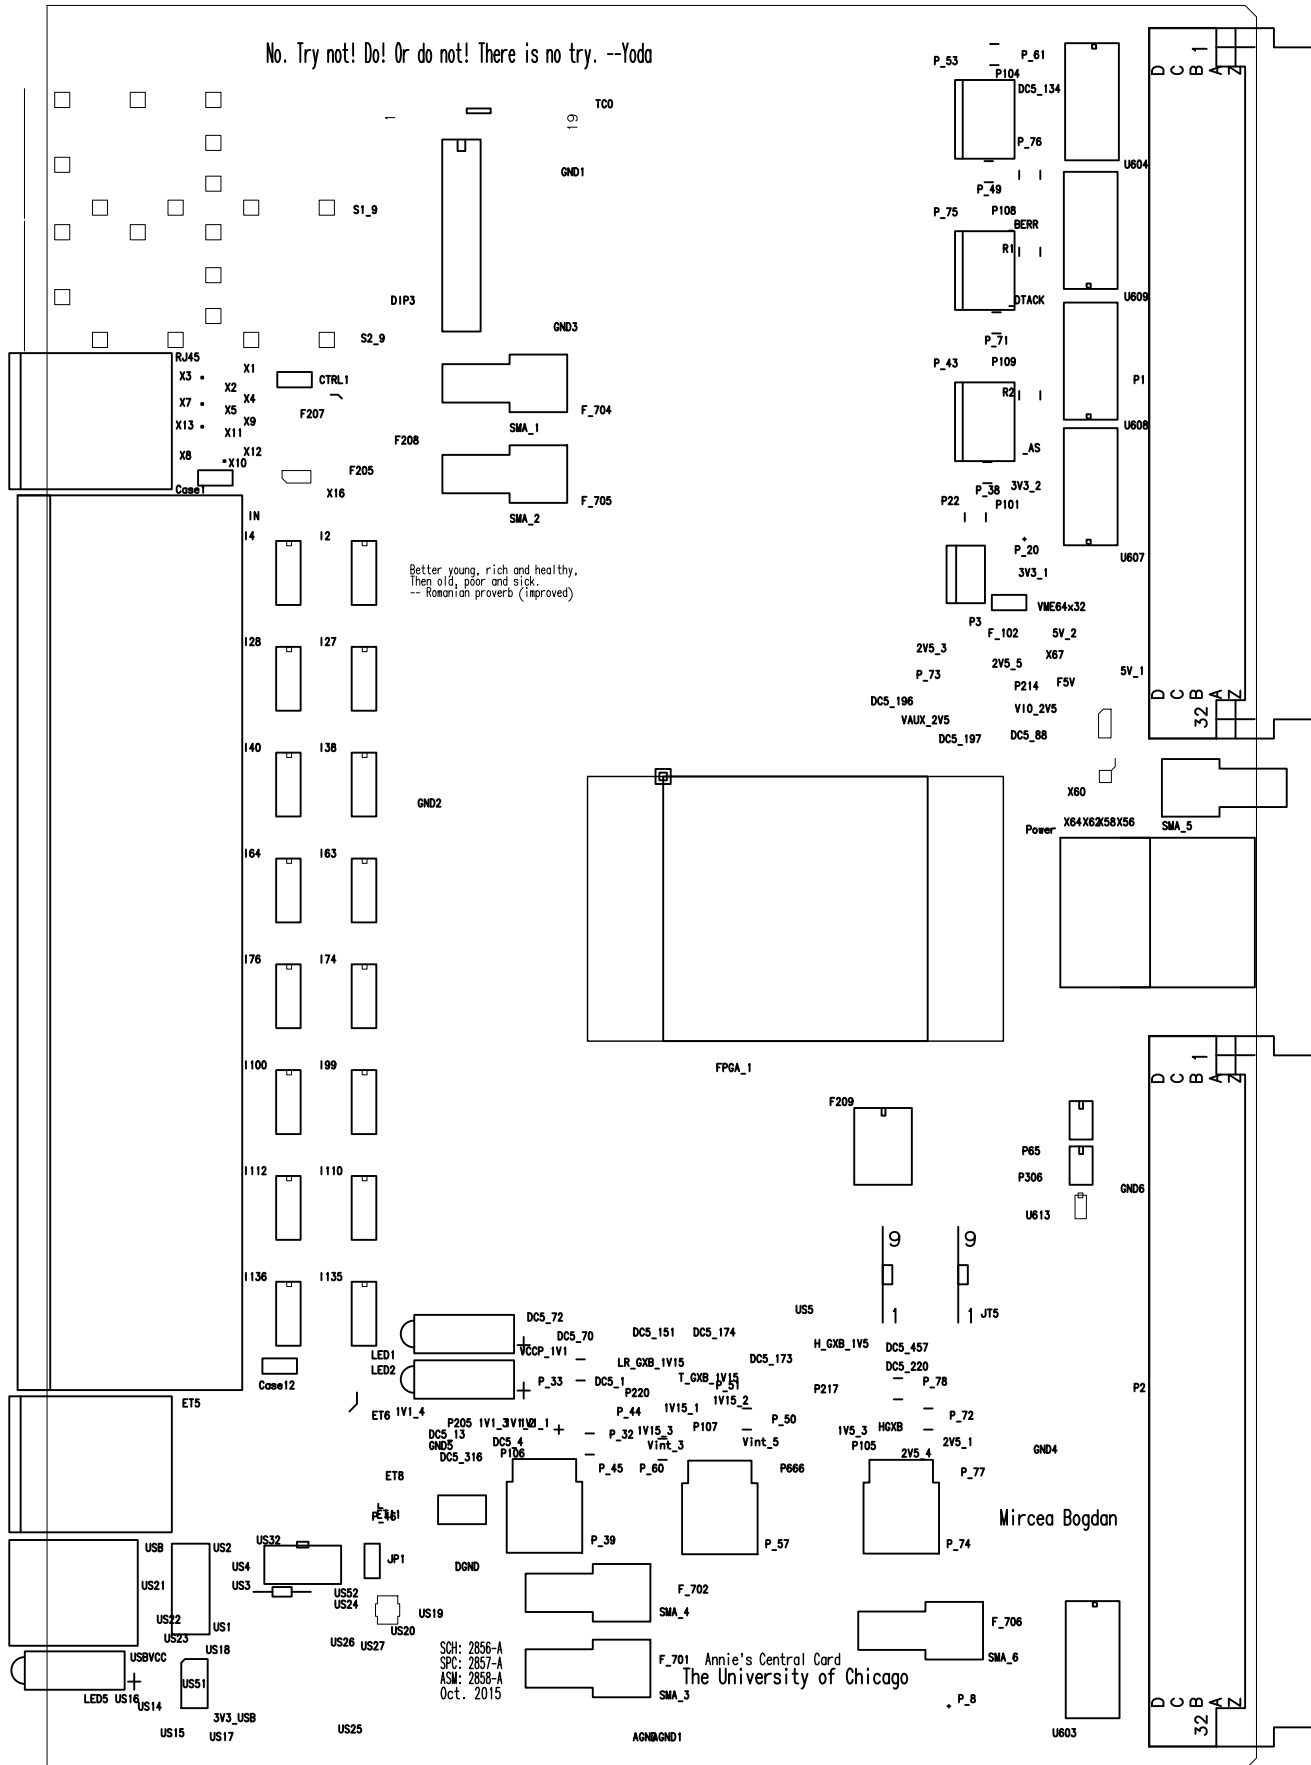 No. Try not! Do! Or do not! There is no try. --Yoda
P_53
P_61
P104
DC5_134
TC0
1
19
P_76
U604
GND1
P_49
S1_9
P_75
P108
_BERR
R1
U609
DIP3
_DTACK
GND3
S2_9
P_71
RJ45
X1
X3
X2
CTRL1
P_43
P109
P1
X7
X4
X5
R2
F207
F_704
X13
X9
X11
SMA_1
U608
F208
X8
X12
X10
F205
_AS
Case1
X16
F_705
P_38
3V3_2
P22
P101
IN
SMA_2
I4
I2
P_20
U607
Better young, rich and healthy,
Then old, poor and sick.
-- Romanian proverb (improved)
3V3_1
VME64x32
P3
F_102
5V_2
I28
I27
2V5_3
X67
2V5_5
5V_1
P_73
P214
F5V
DC5_196
VIO_2V5
VAUX_2V5
DC5_197
DC5_88
D C B A Z
1
D C B A Z
32
I40
I38
GND2
X60
Power
X64X62X58X56
SMA_5
I64
I63
I76
I74
I100
I99
FPGA_1
F209
D C B A Z
1
P65
P306
GND6
I112
I110
U613
9
9
1
1
JT5
I136
I135
US5
DC5_72
DC5_70
DC5_151
DC5_174
H_GXB_1V5
DC5_457
VCCP_1V1
LED1
LR_GXB_1V15
DC5_173
DC5_220
LED2
T_GXB_1V15
P_33
DC5_1
P_51
P217
P_78
P2
Case12
P220
1V15_2
ET5
ET6
1V1_4
P_44
1V15_1
P_50
P_72
P205
P107
HGXB
DC5_13
P_32
1V15_3
1V5_3
GND5
DC5_4
Vint_3
Vint_5
P105
2V5_1
GND4
DC5_316
P106
2V5_4
ET8
P_45
P_60
P666
P_77
Mircea Bogdan
USB
US2
US32
P_39
P_57
P_74
US4
JP1
DGND
US21
US3
US52
US24
F_702
US22
US1
US19
SMA_4
US23
US20
F_706
US18
US26
US27
USBVCC
SCH: 2856-A
SPC: 2857-A
ASM: 2858-A
Oct. 2015
F_701
Annie's Central Card
The University of Chicago
SMA_6
US51
LED5
US16
US14
SMA_3
P_8
3V3_USB
US15
US17
US25
AGND1
U603
D C B A Z
32